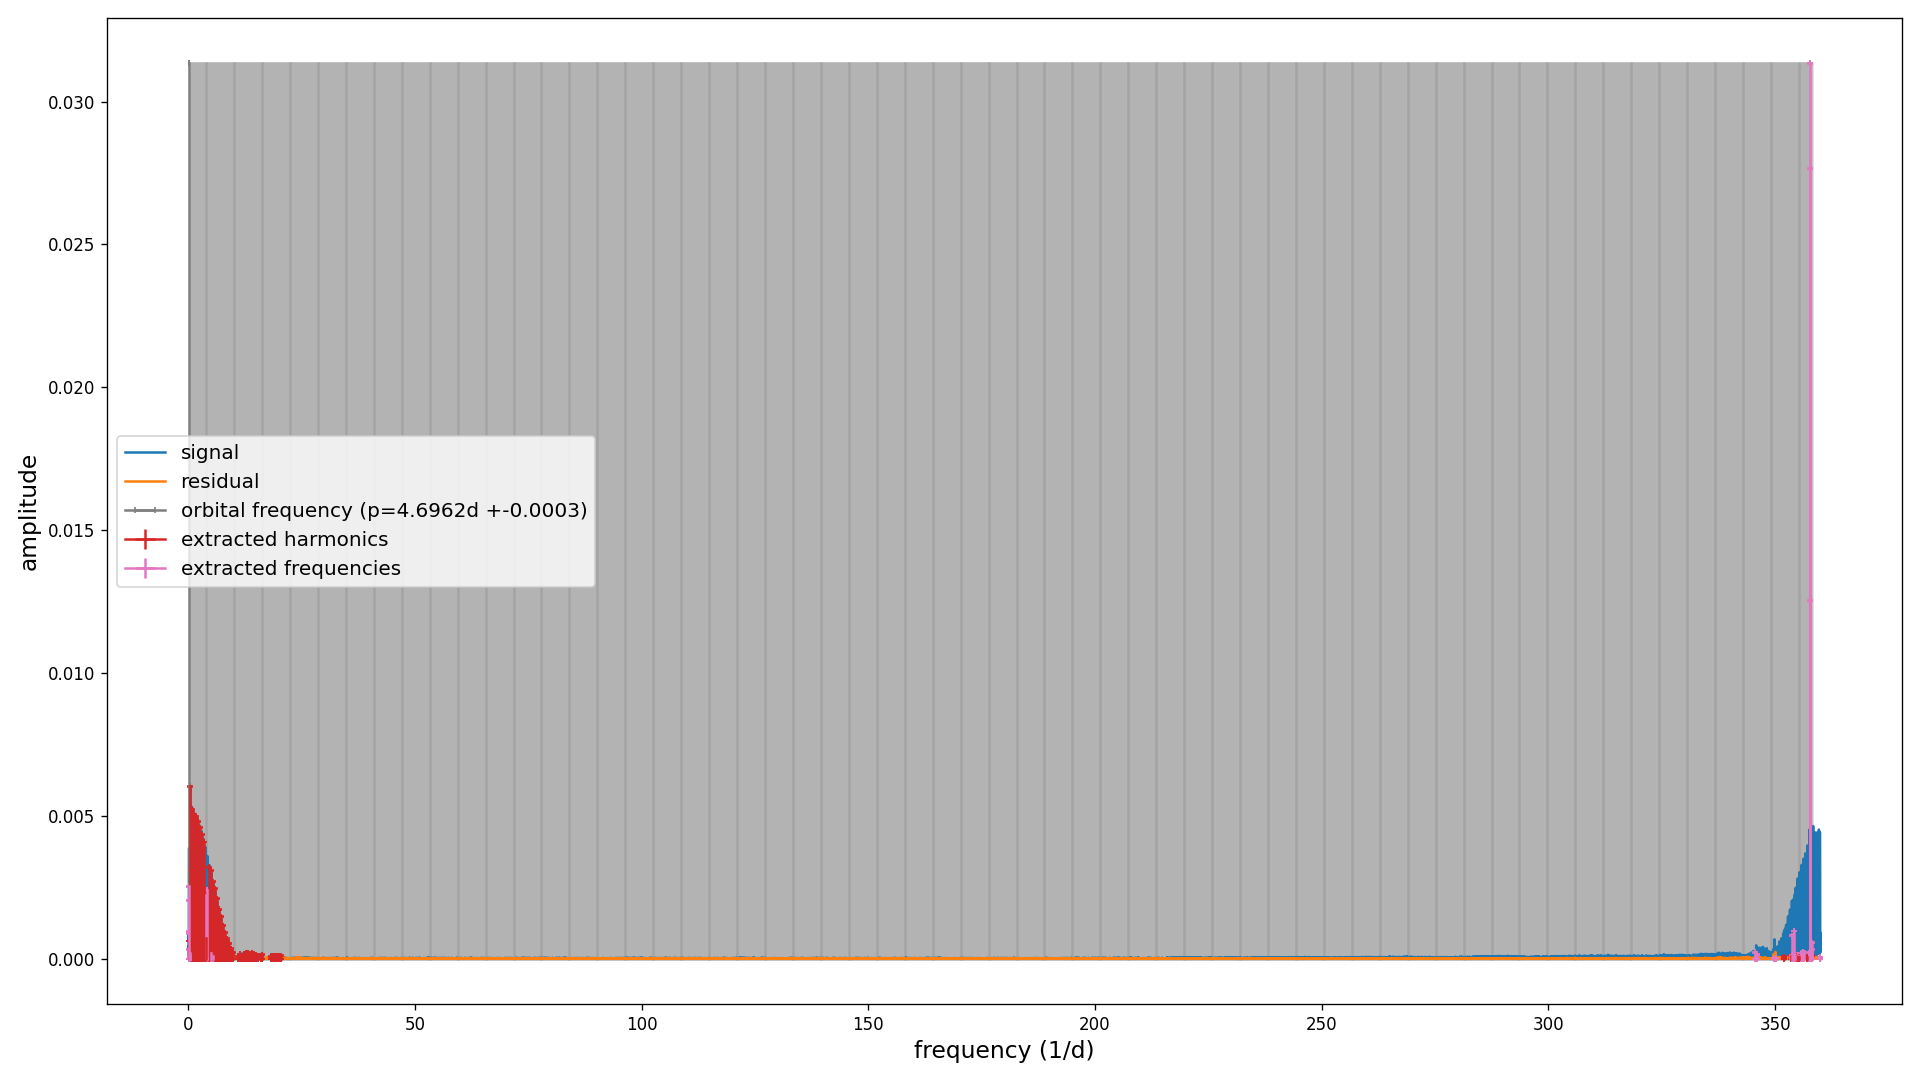 0.030
0.025
0.020
0.015
0.010
0.005
0.000
amplitude
signal
residual
orbital frequency (p=4.6962d +-0.0003)
extracted harmonics
extracted frequencies
0 50 100 150 200 250 300 350
frequency (1/d)